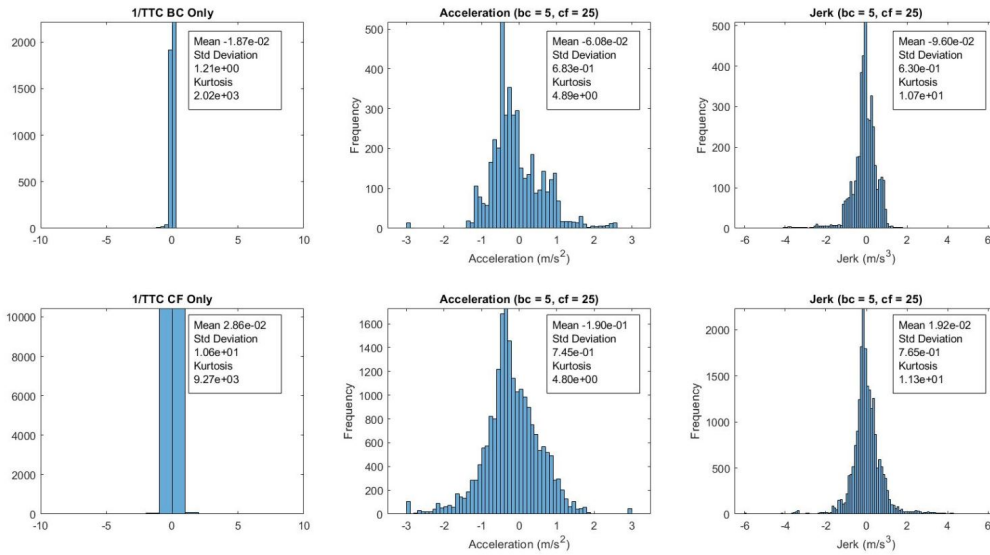 1/TTC BC Only
2000
1500
1000
500
0
-10
-5
0
5
10
Mean -1.87e-02
Std Deviation
1.21e+00
Kurtosis
2.02e+03
Acceleration (bc = 5, cf = 25)
Frequency
500
400
300
200
100
0
-3
-2
-1
0
1
2
3
Acceleration (m/s²)
Mean -6.08e-02
Std Deviation
6.83e-01
Kurtosis
4.89e+00
Jerk (bc = 5, cf = 25)
Frequency
500
400
300
200
100
0
-6
-4
-2
0
2
4
6
Jerk (m/s³)
Mean -9.60e-02
Std Deviation
6.30e-01
Kurtosis
1.07e+01
1/TTC CF Only
10000
8000
6000
4000
2000
0
-10
-5
0
5
10
Mean 2.86e-02
Std Deviation
1.06e+01
Kurtosis
9.27e+03
Acceleration (bc = 5, cf = 25)
Frequency
1600
1400
1200
1000
800
600
400
200
0
-3
-2
-1
0
1
2
3
Acceleration (m/s²)
Mean -1.90e-01
Std Deviation
7.45e-01
Kurtosis
4.80e+00
Jerk (bc = 5, cf = 25)
Frequency
2000
1500
1000
500
0
-6
-4
-2
0
2
4
6
Jerk (m/s³)
Mean 1.92e-02
Std Deviation
7.65e-01
Kurtosis
1.13e+01